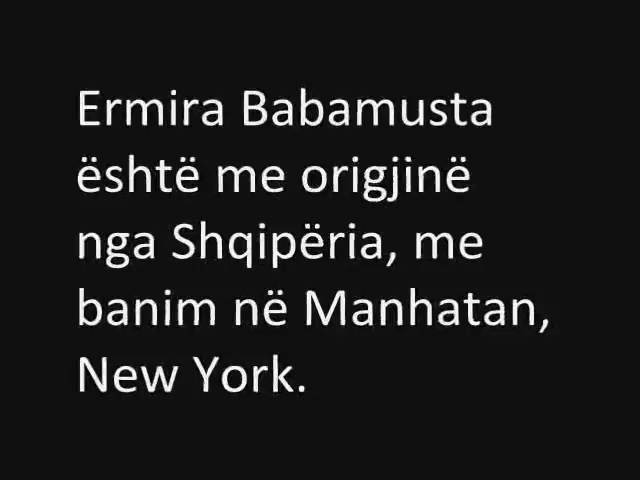 Ermira Babamusta
është me origjinë
nga Shqipëria, me
banim në Manhatan,
New York.